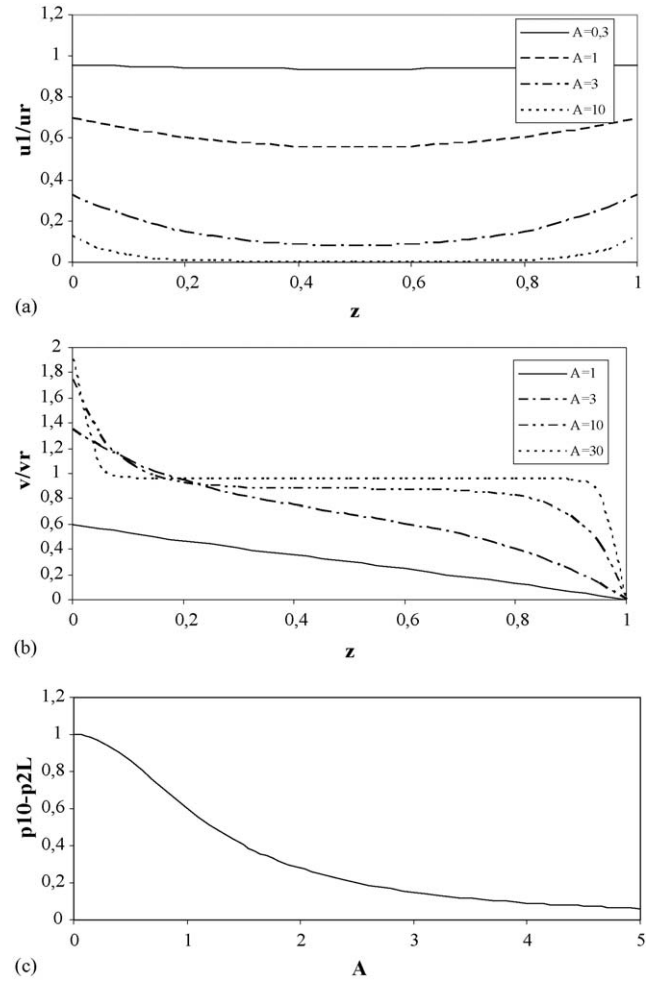 1,2
1
0,8
0,6
0,4
0,2
0
u1/ur
A=0,3
A=1
A=3
A=10
0 0,2 0,4 0,6 0,8 1
z
(a)
2
1,8
1,6
1,4
1,2
1
0,8
0,6
0,4
0,2
0
v/vr
A=1
A=3
A=10
A=30
0 0,2 0,4 0,6 0,8 1
z
(b)
1,2
1
0,8
0,6
0,4
0,2
0
p10-p2L
0 1 2 3 4 5
A
(c)